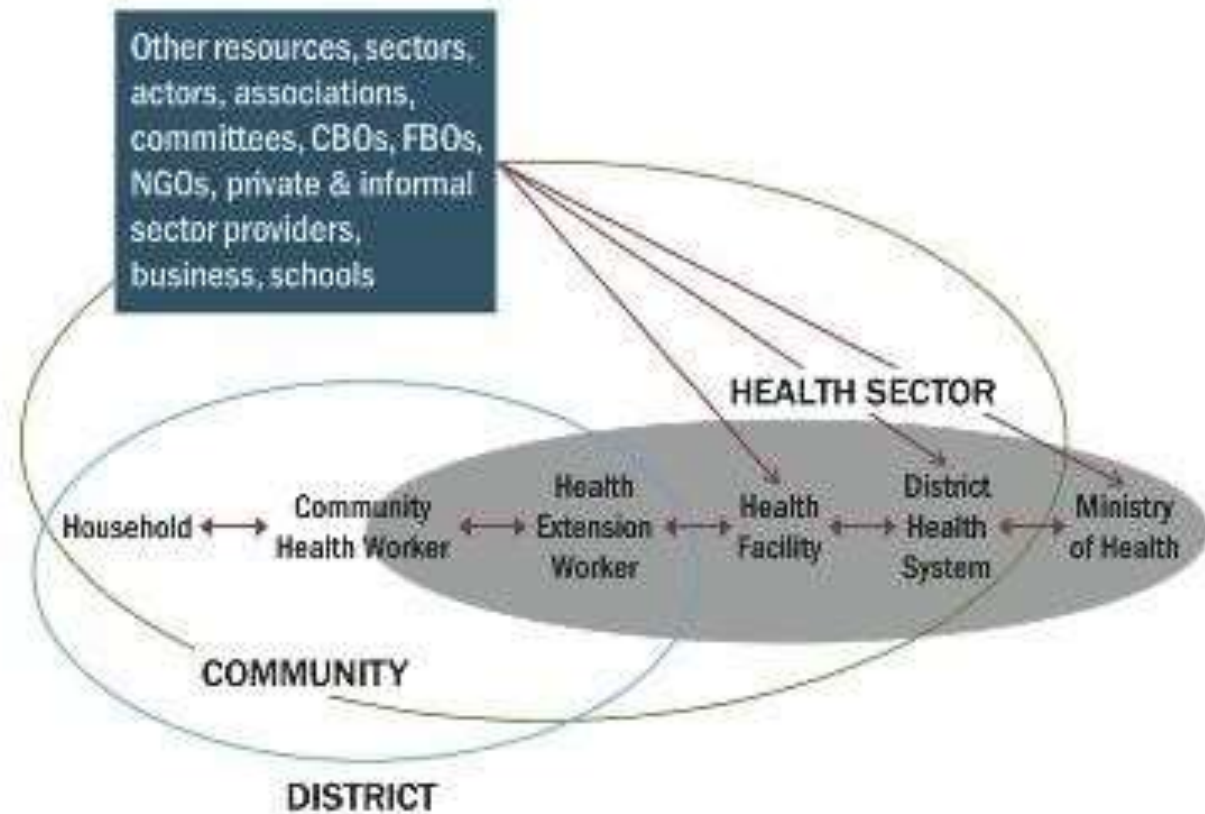 Other resources, sectors,
actors, associations,
committees, CBOs, FBOs,
NGOs, private & informal
sector providers,
business, schools
HEALTH SECTOR
Household
Community
Health Worker
Health
Extension
Worker
Health
Facility
District
Health
System
Ministry
of Health
COMMUNITY
DISTRICT